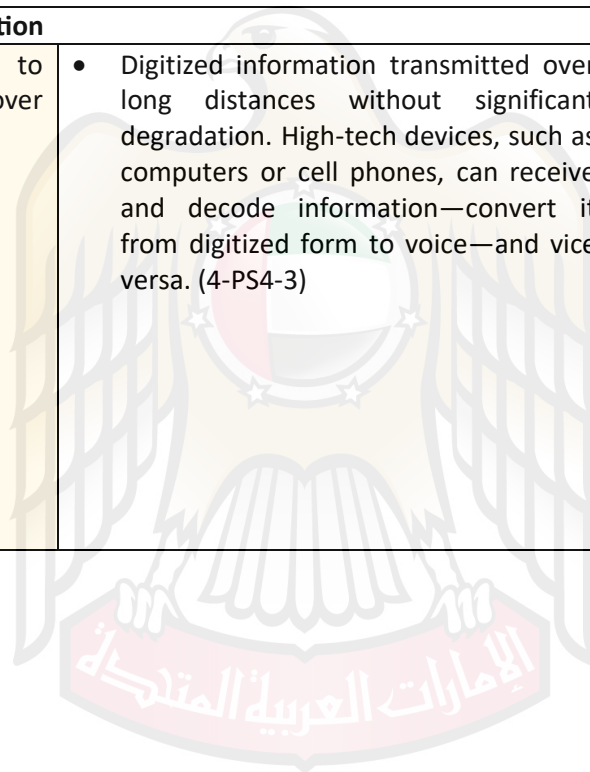 tion
to
over
• Digitized information transmitted over
long distances without significant
degradation. High-tech devices, such as
computers or cell phones, can receive
and decode information—convert it
from digitized form to voice—and vice
versa. (4-PS4-3)
الإمارات العربية المتحدة